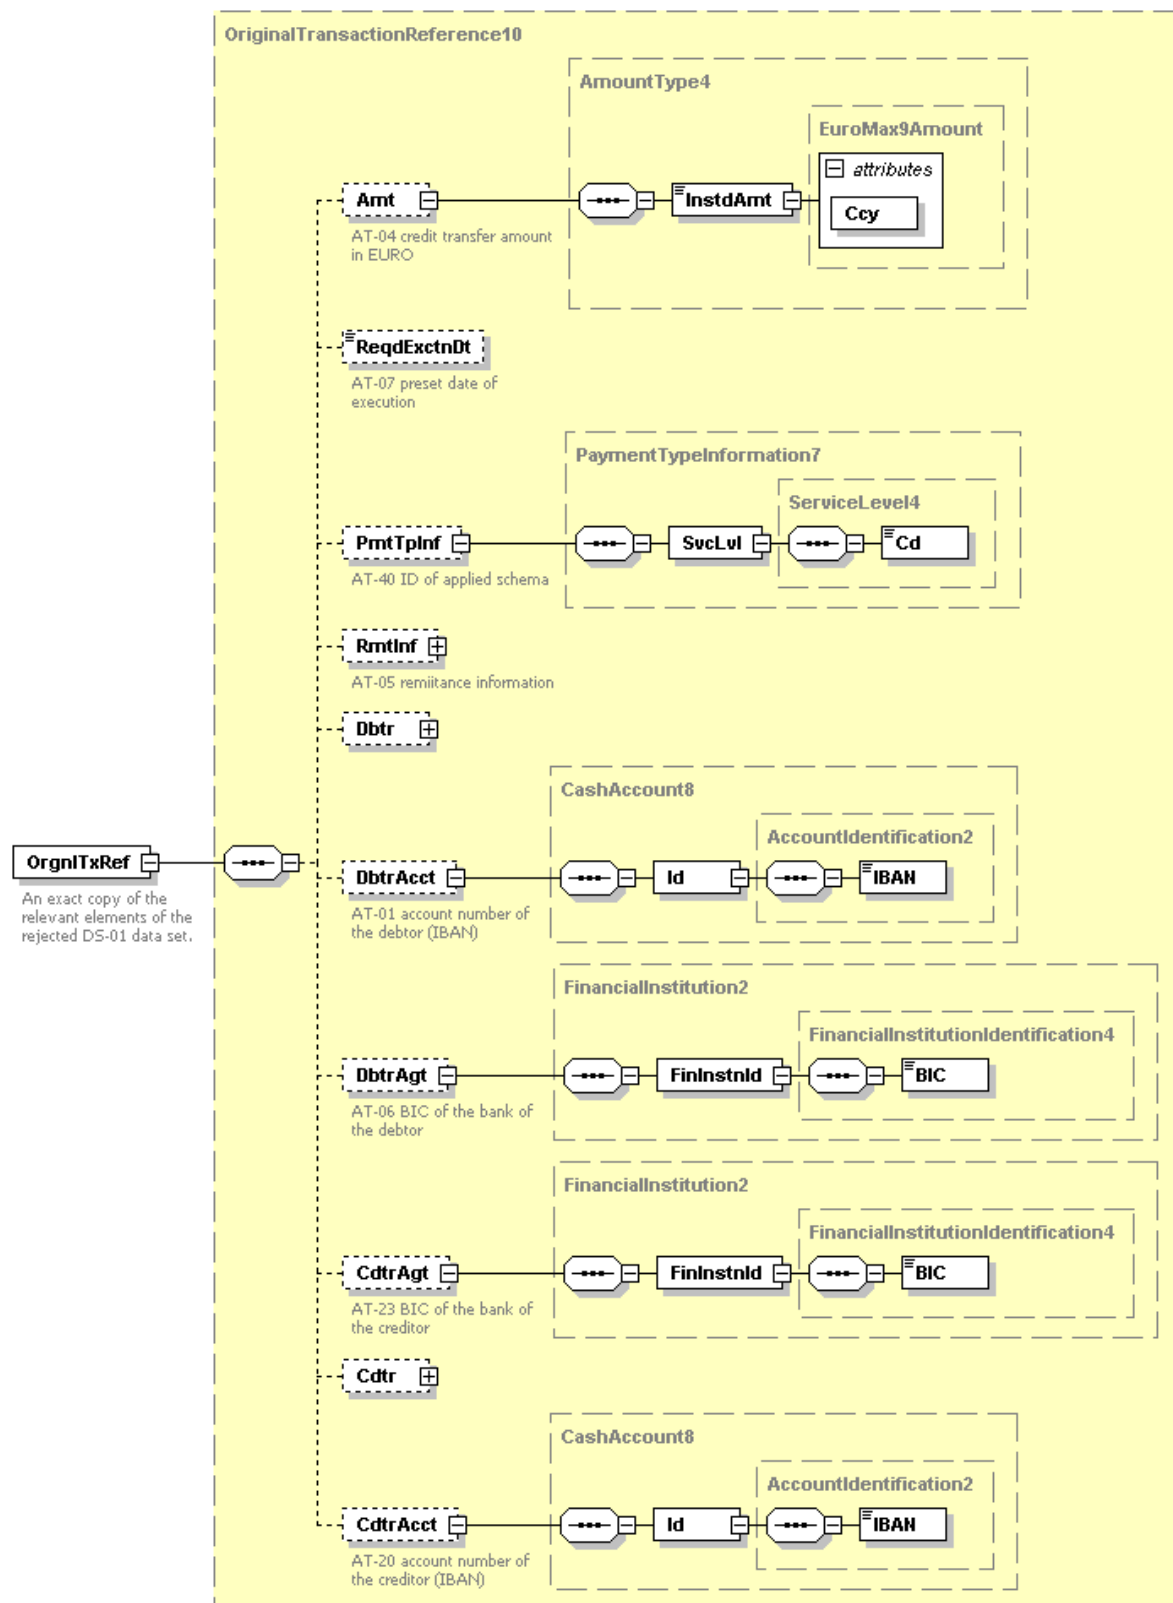 OriginalTransactionReference10
AmountType4
EuroMax9Amount
attributes
Amt
InstdAmt
Ccy
AT-04 credit transfer amount
in EURO
ReqdExctnDt
AT-07 preset date of
execution
PaymentTypeInformation7
ServiceLevel4
PmtTpInf
SvcLvl
Cd
AT-40 ID of applied schema
RmtInf
AT-05 remiitance information
Dbtr
CashAccount8
AccountIdentification2
OrgnlTxRef
DbtrAcct
Id
IBAN
An exact copy of the
relevant elements of the
rejected DS-01 data set.
AT-01 account number of
the debtor (IBAN)
FinancialInstitution2
FinancialInstitutionIdentification4
DbtrAgt
FinInstnId
BIC
AT-06 BIC of the bank of
the debtor
FinancialInstitution2
FinancialInstitutionIdentification4
CdtrAgt
FinInstnId
BIC
AT-23 BIC of the bank of
the creditor
Cdtr
CashAccount8
AccountIdentification2
CdtrAcct
Id
IBAN
AT-20 account number of
the creditor (IBAN)